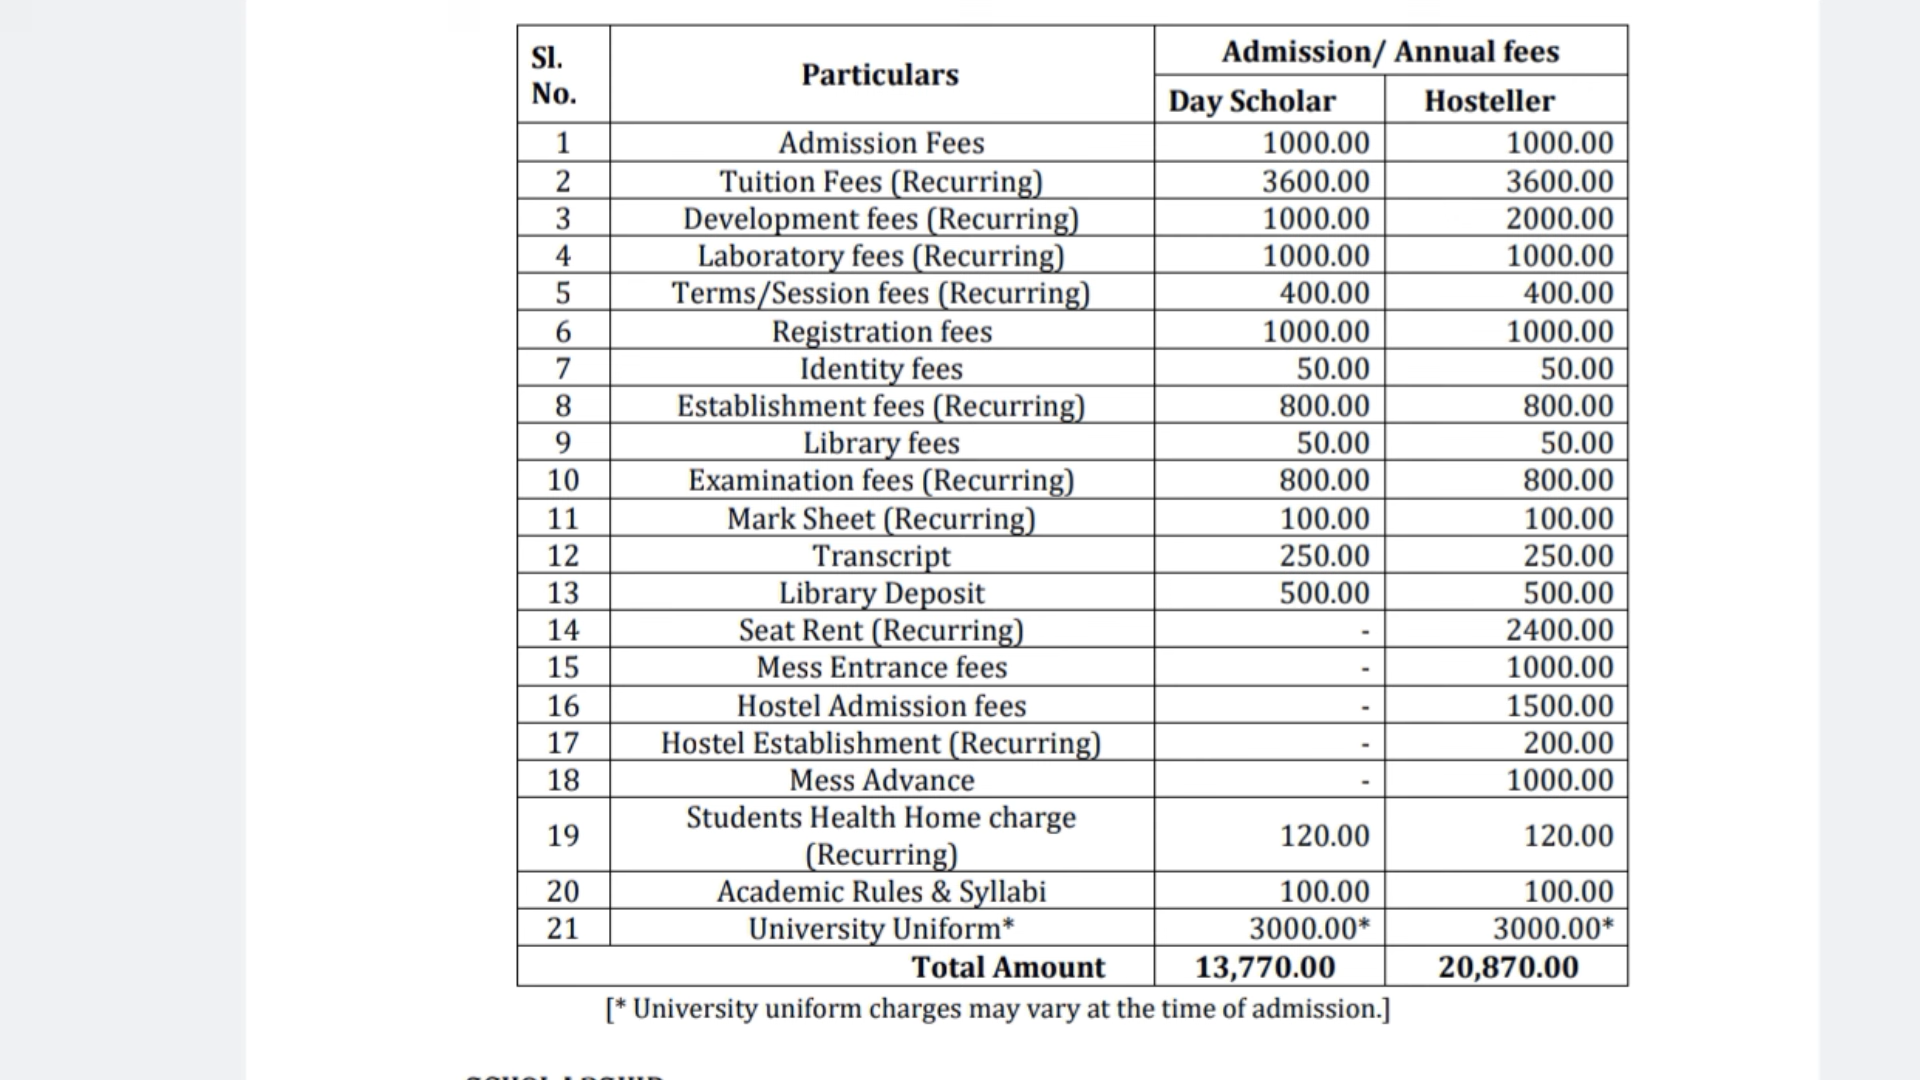 Sl. No. Particulars Admission/ Annual fees
Day Scholar Hosteller
1 Admission Fees 1000.00 1000.00
2 Tuition Fees (Recurring) 3600.00 3600.00
3 Development fees (Recurring) 1000.00 2000.00
4 Laboratory fees (Recurring) 1000.00 1000.00
5 Terms/Session fees (Recurring) 400.00 400.00
6 Registration fees 1000.00 1000.00
7 Identity fees 50.00 50.00
8 Establishment fees (Recurring) 800.00 800.00
9 Library fees 50.00 50.00
10 Examination fees (Recurring) 800.00 800.00
11 Mark Sheet (Recurring) 100.00 100.00
12 Transcript 250.00 250.00
13 Library Deposit 500.00 500.00
14 Seat Rent (Recurring) - 2400.00
15 Mess Entrance fees - 1000.00
16 Hostel Admission fees - 1500.00
17 Hostel Establishment (Recurring) - 200.00
18 Mess Advance - 1000.00
19 Students Health Home charge (Recurring) 120.00 120.00
20 Academic Rules & Syllabi 100.00 100.00
21 University Uniform* 3000.00* 3000.00*
Total Amount 13,770.00 20,870.00
[* University uniform charges may vary at the time of admission.]